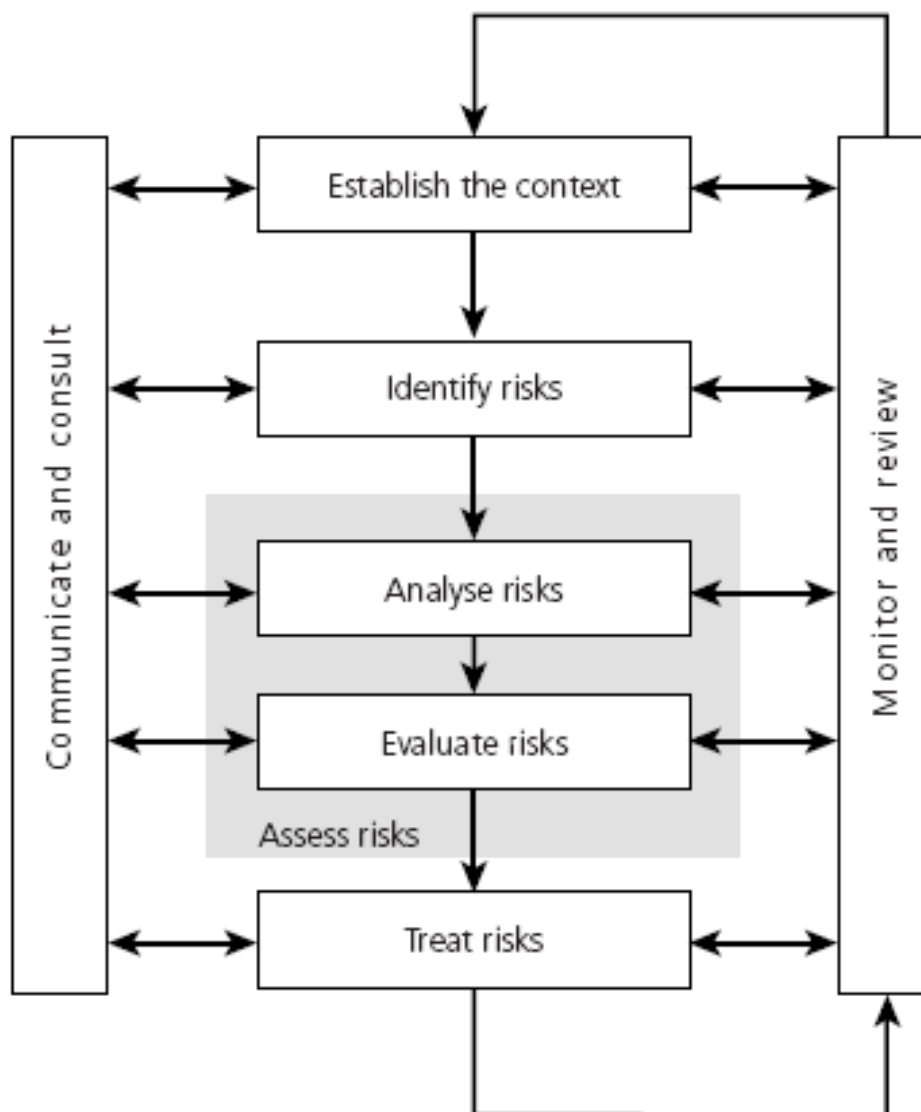 Establish the context
Communicate and consult
Identify risks
Monitor and review
Analyse risks
Evaluate risks
Assess risks
Treat risks